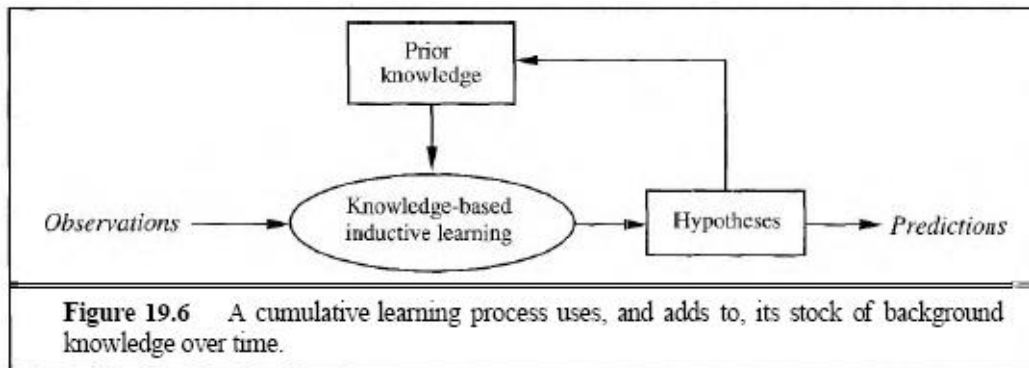 Prior
knowledge
Observations
Knowledge-based
inductive learning
Hypotheses
Predictions
Figure 19.6 A cumulative learning process uses, and adds to, its stock of background
knowledge over time.